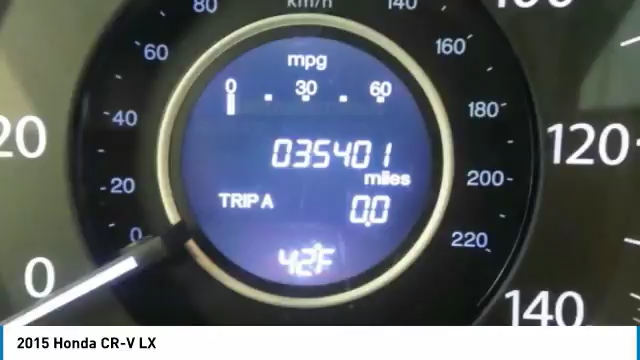 80 km/h 140
60 160
mpg
0 30 60
40 180
20 120
035401
miles
20 200
TRIP A 0.0
0 220
42°F
0 140
2015 Honda CR-V LX